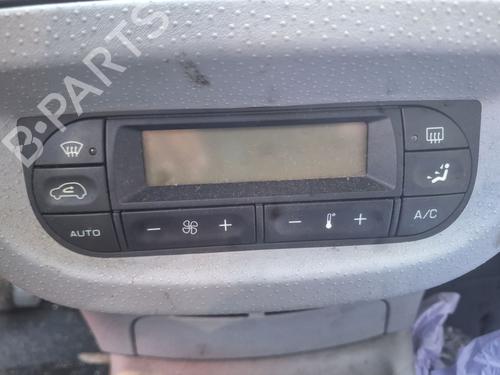 B-PARTS
AUTO
− +
− +
A/C